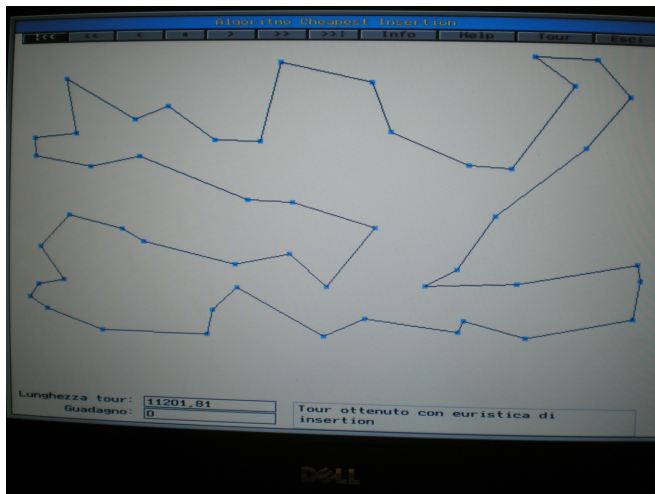 Algoritmo Cheapest Insertion
!<< << < * > >> >>! Info Help Tour Esci
Lunghezza tour: 11201,81
Guadagno: 0
Tour ottenuto con euristica di
insertion
DELL